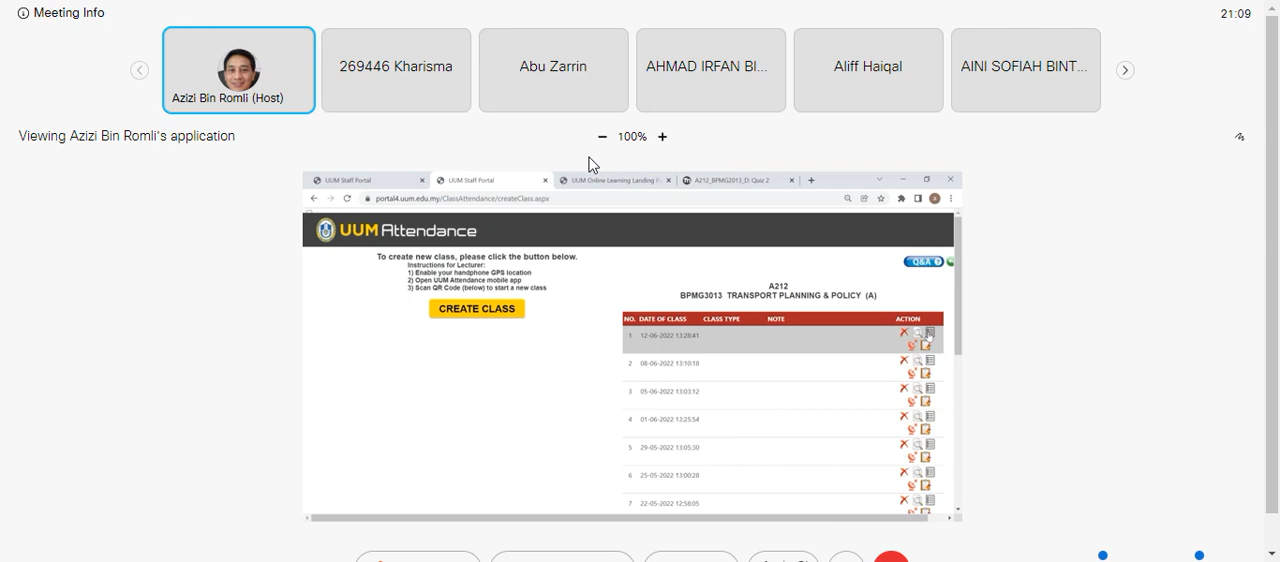 Meeting Info
21:09
Azizi Bin Romli (Host)
269446 Kharisma
Abu Zarrin
AHMAD IRFAN BI...
Aliff Haiqal
AINI SOFIAH BINT...
Viewing Azizi Bin Romli's application
− 100% +
UUM Staff Portal
UUM Staff Portal
UUM Online Learning Landing P
A212_BPMG2013_D: Quiz 2
portal4.uum.edu.my/ClassAttendance/createClass.aspx
UUM Attendance
To create new class, please click the button below.
Instructions for Lecturer:
1) Enable your handphone GPS location
2) Open UUM Attendance mobile app
3) Scan QR Code (below) to start a new class
CREATE CLASS
Q&A
A212
BPMG3013 TRANSPORT PLANNING & POLICY (A)
NO. DATE OF CLASS CLASS TYPE NOTE ACTION
1 12-06-2022 13:28:41
2 08-06-2022 13:10:18
3 05-06-2022 13:03:12
4 01-06-2022 13:25:54
5 29-05-2022 13:05:30
6 25-05-2022 13:00:28
7 22-05-2022 12:58:05